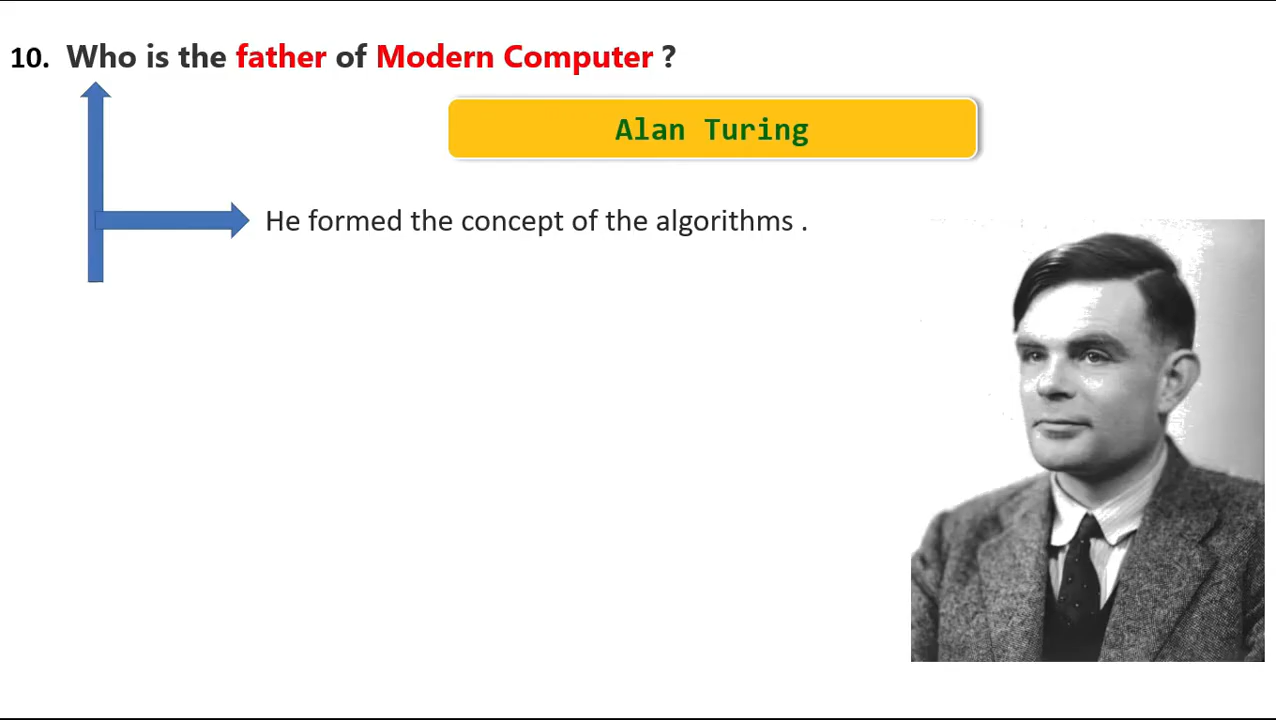 10. Who is the father of Modern Computer ?
Alan Turing
He formed the concept of the algorithms .